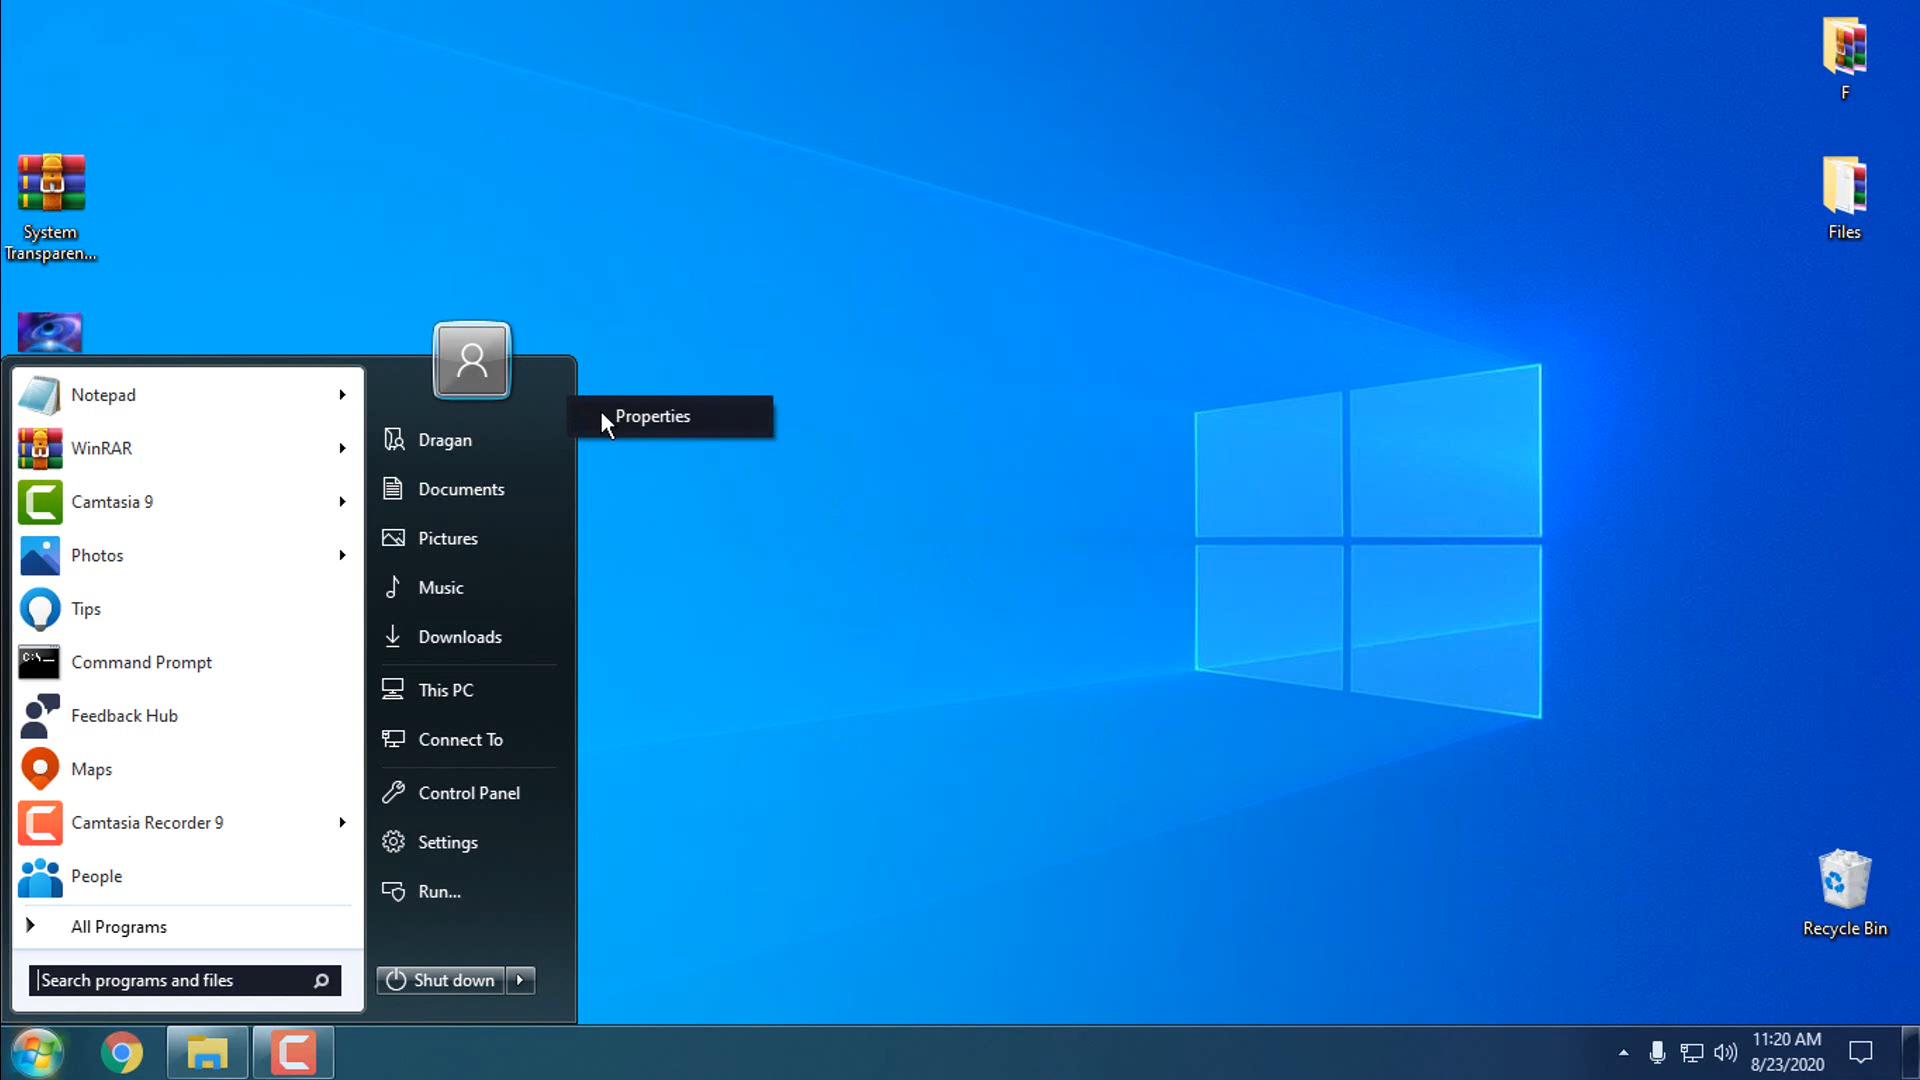 F
System
Transparen...
Files
Notepad
WinRAR
Camtasia 9
Photos
Tips
Command Prompt
Feedback Hub
Maps
Camtasia Recorder 9
People
All Programs
Search programs and files
Dragan
Documents
Pictures
Music
Downloads
This PC
Connect To
Control Panel
Settings
Run...
Shut down
Properties
Recycle Bin
11:20 AM
8/23/2020